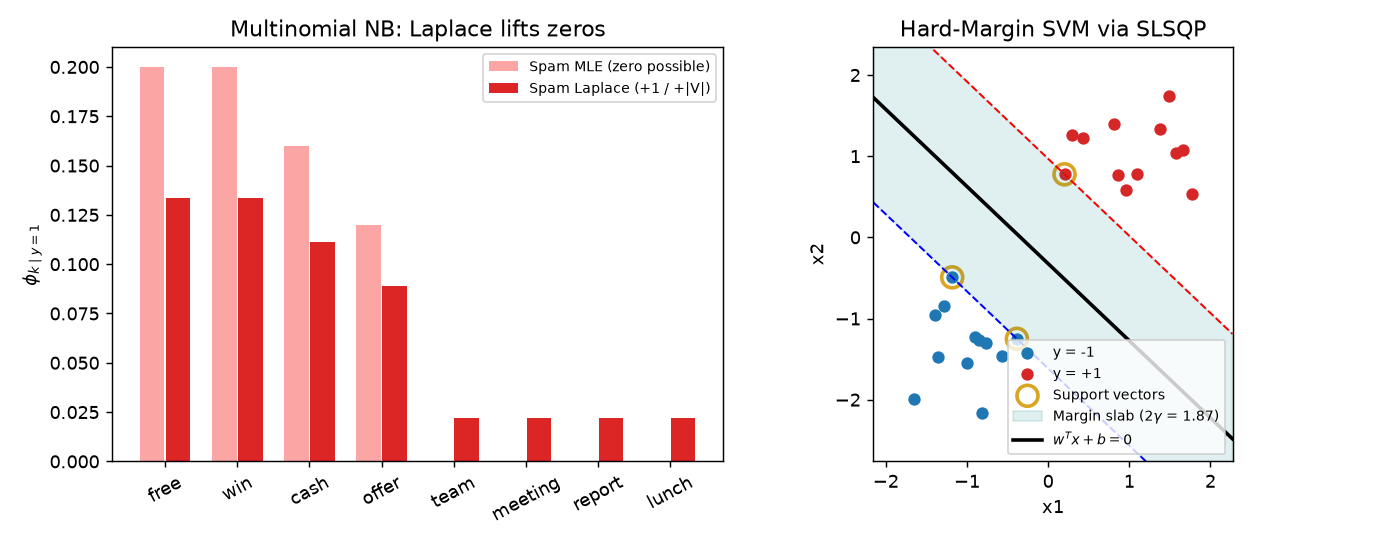 Multinomial NB: Laplace lifts zeros
ϕ_{k | y = 1}
0.200
0.175
0.150
0.125
0.100
0.075
0.050
0.025
0.000
Spam MLE (zero possible)
Spam Laplace (+1 / +|V|)
free win cash offer team meeting report lunch
Hard-Margin SVM via SLSQP
x2
2
1
0
−1
−2
y = -1
y = +1
Support vectors
Margin slab (2γ = 1.87)
w^T x + b = 0
−2 −1 0 1 2
x1